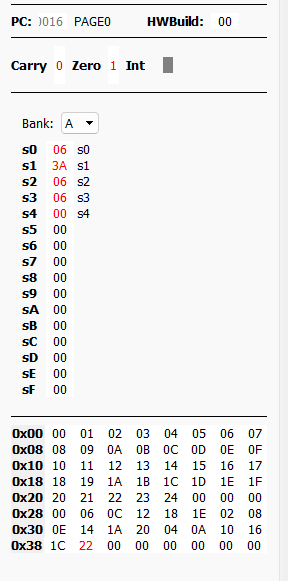 PC: 0016 PAGE0 HWBuild: 00
Carry 0 Zero 1 Int
Bank: A
s0 06 s0
s1 3A s1
s2 06 s2
s3 06 s3
s4 00 s4
s5 00
s6 00
s7 00
s8 00
s9 00
sA 00
sB 00
sC 00
sD 00
sE 00
sF 00
0x00 00 01 02 03 04 05 06 07
0x08 08 09 0A 0B 0C 0D 0E 0F
0x10 10 11 12 13 14 15 16 17
0x18 18 19 1A 1B 1C 1D 1E 1F
0x20 20 21 22 23 24 00 00 00
0x28 00 06 0C 12 18 1E 02 08
0x30 0E 14 1A 20 04 0A 10 16
0x38 1C 22 00 00 00 00 00 00